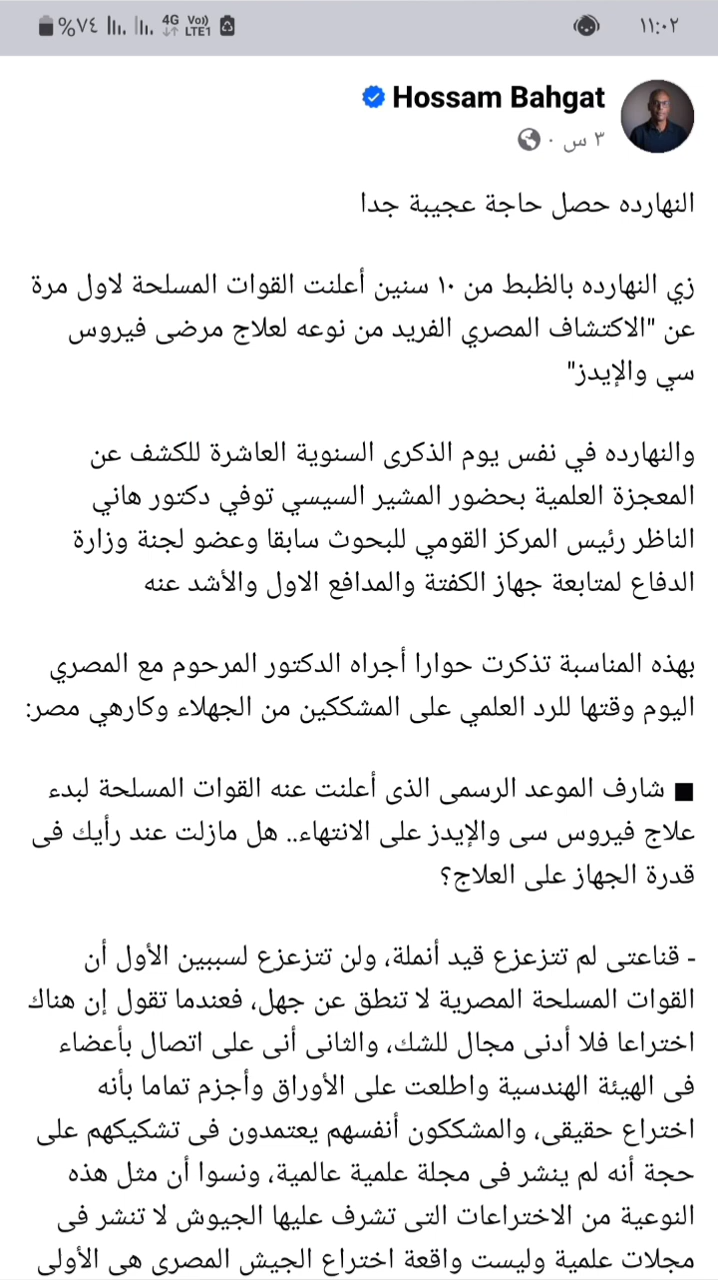 %٧٤ 4G Vo)) LTE1 ١١:٠٢
Hossam Bahgat
٣ س ·
النهارده حصل حاجة عجيبة جدا
زي النهارده بالظبط من ١٠ سنين أعلنت القوات المسلحة لاول مرة
عن "الاكتشاف المصري الفريد من نوعه لعلاج مرضى فيروس
سي والإيدز"
والنهارده في نفس يوم الذكرى السنوية العاشرة للكشف عن
المعجزة العلمية بحضور المشير السيسي توفي دكتور هاني
الناظر رئيس المركز القومي للبحوث سابقا وعضو لجنة وزارة
الدفاع لمتابعة جهاز الكفتة والمدافع الاول والأشد عنه
بهذه المناسبة تذكرت حوارا أجراه الدكتور المرحوم مع المصري
اليوم وقتها للرد العلمي على المشككين من الجهلاء وكارهي مصر:
■ شارف الموعد الرسمى الذى أعلنت عنه القوات المسلحة لبدء
علاج فيروس سى والإيدز على الانتهاء.. هل مازلت عند رأيك فى
قدرة الجهاز على العلاج؟
- قناعتى لم تتزعزع قيد أنملة، ولن تتزعزع لسببين الأول أن
القوات المسلحة المصرية لا تنطق عن جهل، فعندما تقول إن هناك
اختراعا فلا أدنى مجال للشك، والثانى أنى على اتصال بأعضاء
فى الهيئة الهندسية واطلعت على الأوراق وأجزم تماما بأنه
اختراع حقيقى، والمشككون أنفسهم يعتمدون فى تشكيكهم على
حجة أنه لم ينشر فى مجلة علمية عالمية، ونسوا أن مثل هذه
النوعية من الاختراعات التى تشرف عليها الجيوش لا تنشر فى
مجلات علمية وليست واقعة اختراع الجيش المصرى هى الأولى